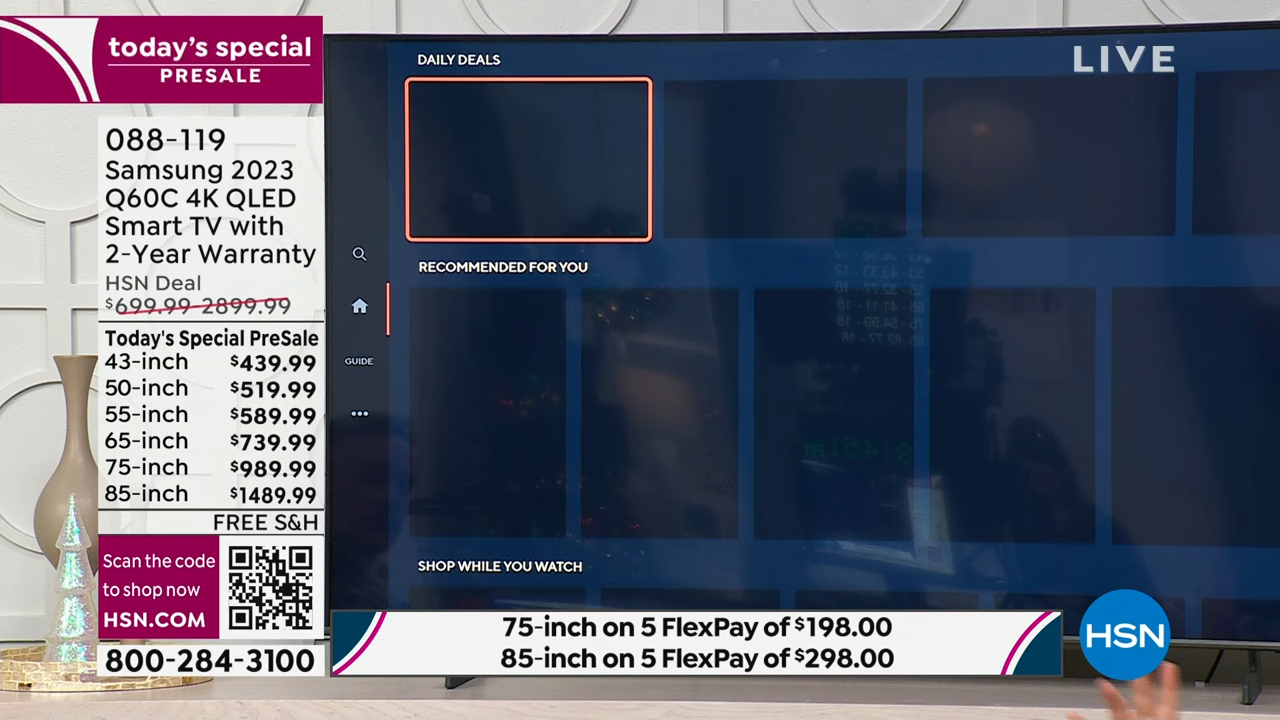 today's special
PRESALE
088-119
Samsung 2023
Q60C 4K QLED
Smart TV with
2-Year Warranty
HSN Deal
$699.99-2899.99
Today's Special PreSale
43-inch $439.99
50-inch $519.99
55-inch $589.99
65-inch $739.99
75-inch $989.99
85-inch $1489.99
FREE S&H
Scan the code
to shop now
HSN.COM
800-284-3100
LIVE
DAILY DEALS
RECOMMENDED FOR YOU
GUIDE
SHOP WHILE YOU WATCH
75-inch on 5 FlexPay of $198.00
85-inch on 5 FlexPay of $298.00
HSN